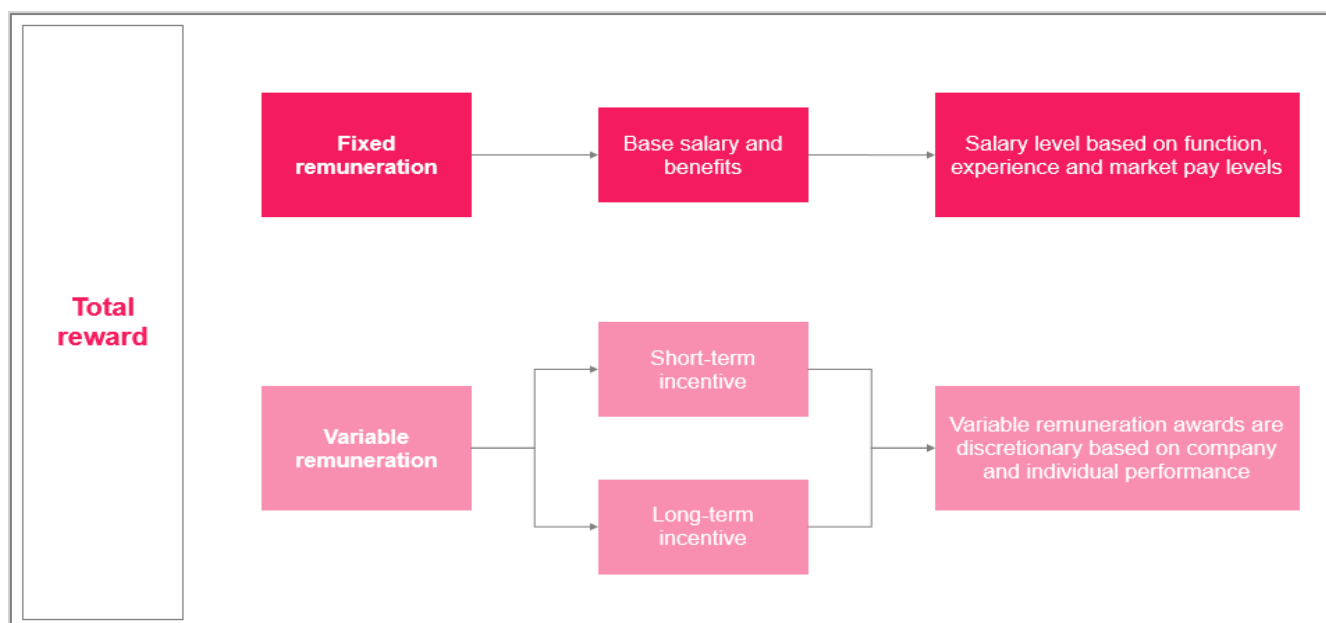 Total
reward
Fixed
remuneration
Base salary and
benefits
Salary level based on function,
experience and market pay levels
Variable
remuneration
Short-term
incentive
Long-term
incentive
Variable remuneration awards are
discretionary based on company
and individual performance